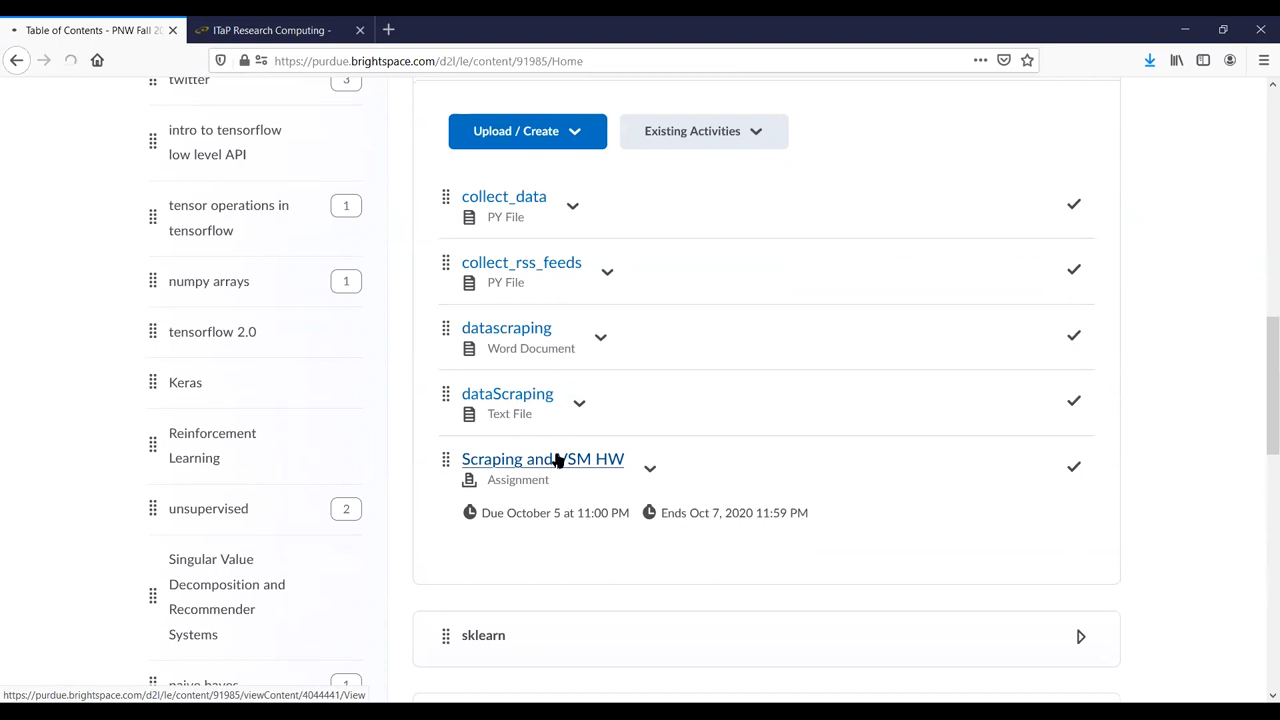 Table of Contents - PNW Fall 20
ITaP Research Computing -
https://purdue.brightspace.com/d2l/le/content/91985/Home
twitter
3
intro to tensorflow
low level API
tensor operations in
tensorflow
1
numpy arrays
1
tensorflow 2.0
Keras
Reinforcement
Learning
unsupervised
2
Singular Value
Decomposition and
Recommender
Systems
naive bayes
1
Upload / Create
Existing Activities
collect_data
PY File
collect_rss_feeds
PY File
datascraping
Word Document
dataScraping
Text File
Scraping and VSM HW
Assignment
Due October 5 at 11:00 PM
Ends Oct 7, 2020 11:59 PM
sklearn
https://purdue.brightspace.com/d2l/le/content/91985/viewContent/4044441/View